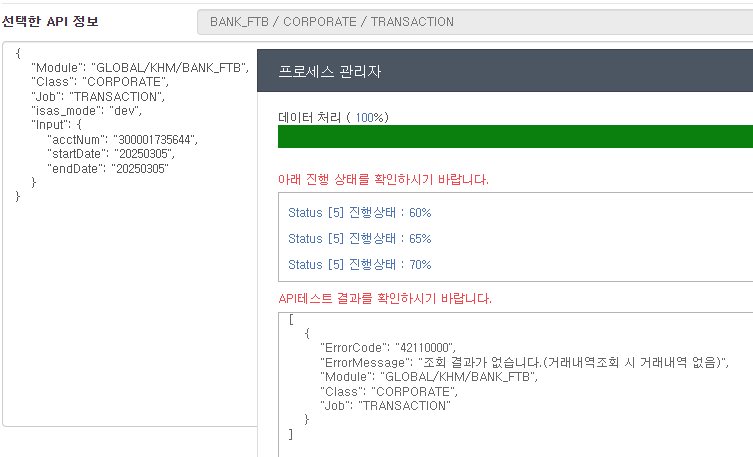 선택한 API 정보
BANK_FTB / CORPORATE / TRANSACTION
{
"Module": "GLOBAL/KHM/BANK_FTB",
"Class": "CORPORATE",
"Job": "TRANSACTION",
"isas_mode": "dev",
"Input": {
"acctNum": "300001735644",
"startDate": "20250305",
"endDate": "20250305"
}
}
프로세스 관리자
데이터 처리 ( 100%)
아래 진행 상태를 확인하시기 바랍니다.
Status [5] 진행상태 : 60%
Status [5] 진행상태 : 65%
Status [5] 진행상태 : 70%
API테스트 결과를 확인하시기 바랍니다.
[
{
"ErrorCode": "42110000",
"ErrorMessage": "조회 결과가 없습니다.(거래내역조회 시 거래내역 없음)",
"Module": "GLOBAL/KHM/BANK_FTB",
"Class": "CORPORATE",
"Job": "TRANSACTION"
}
]